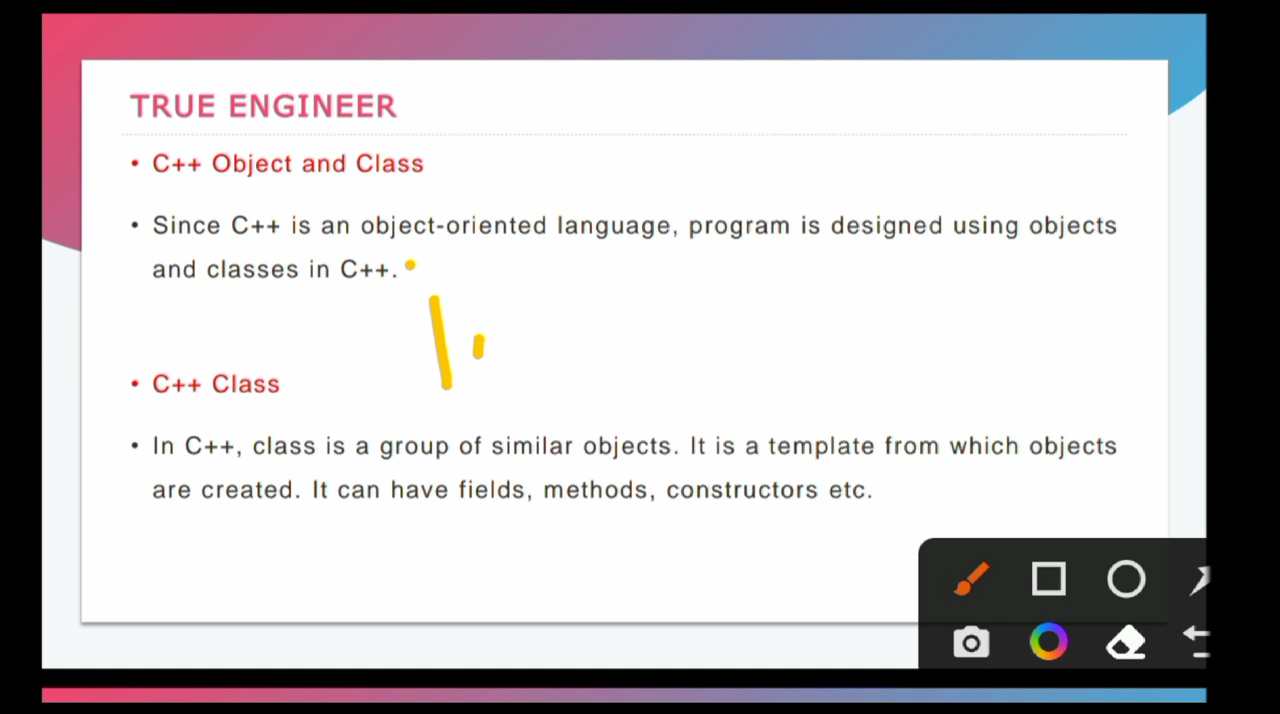 TRUE ENGINEER
• C++ Object and Class
• Since C++ is an object-oriented language, program is designed using objects
and classes in C++.
• C++ Class
• In C++, class is a group of similar objects. It is a template from which objects
are created. It can have fields, methods, constructors etc.